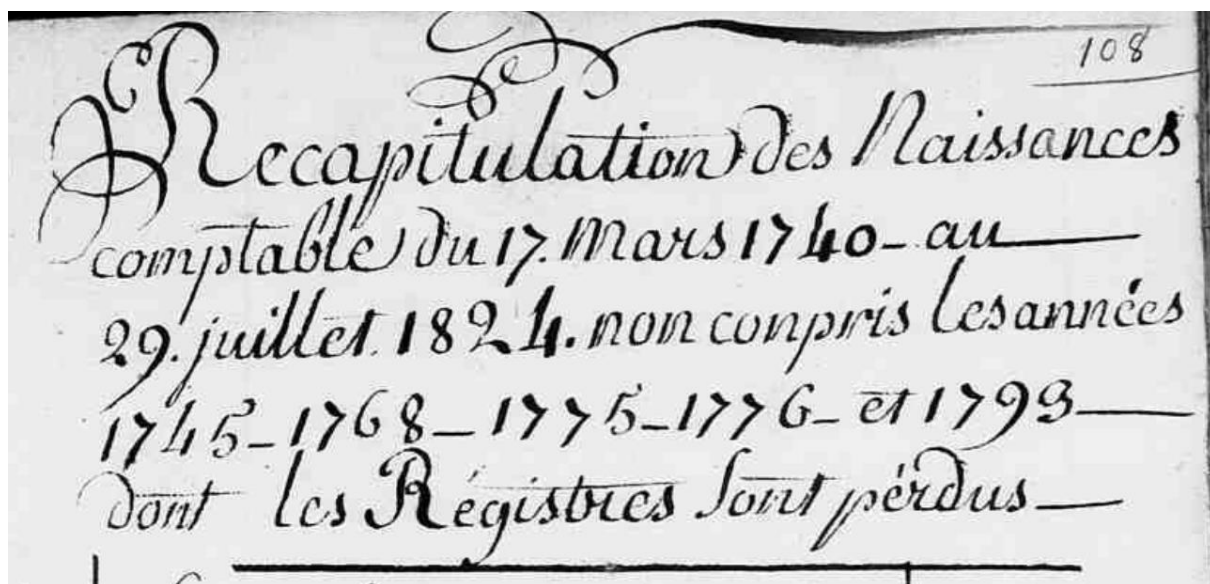 108
Recapitulation des Naissances
comptable du 17. Mars 1740 - au
29. juillet. 1824. non conpris les années
1745 - 1768 - 1775 - 1776 - et 1793
dont les Régistres sont pérdus